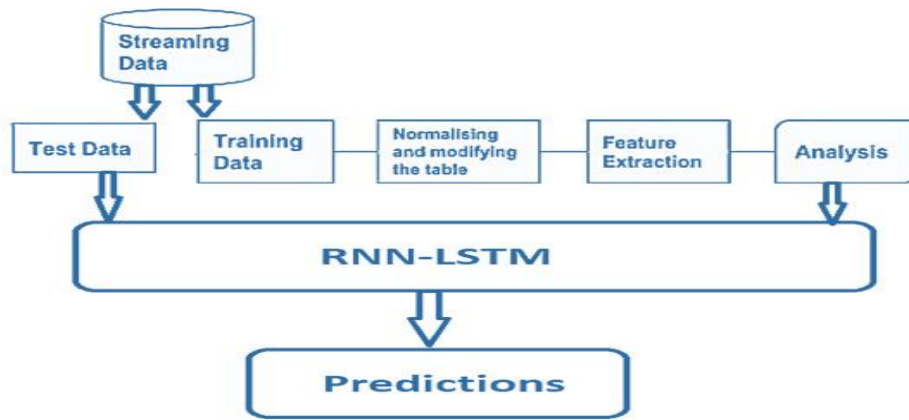 Streaming
Data
Test Data
Training
Data
Normalising
and modifying
the table
Feature
Extraction
Analysis
RNN-LSTM
Predictions